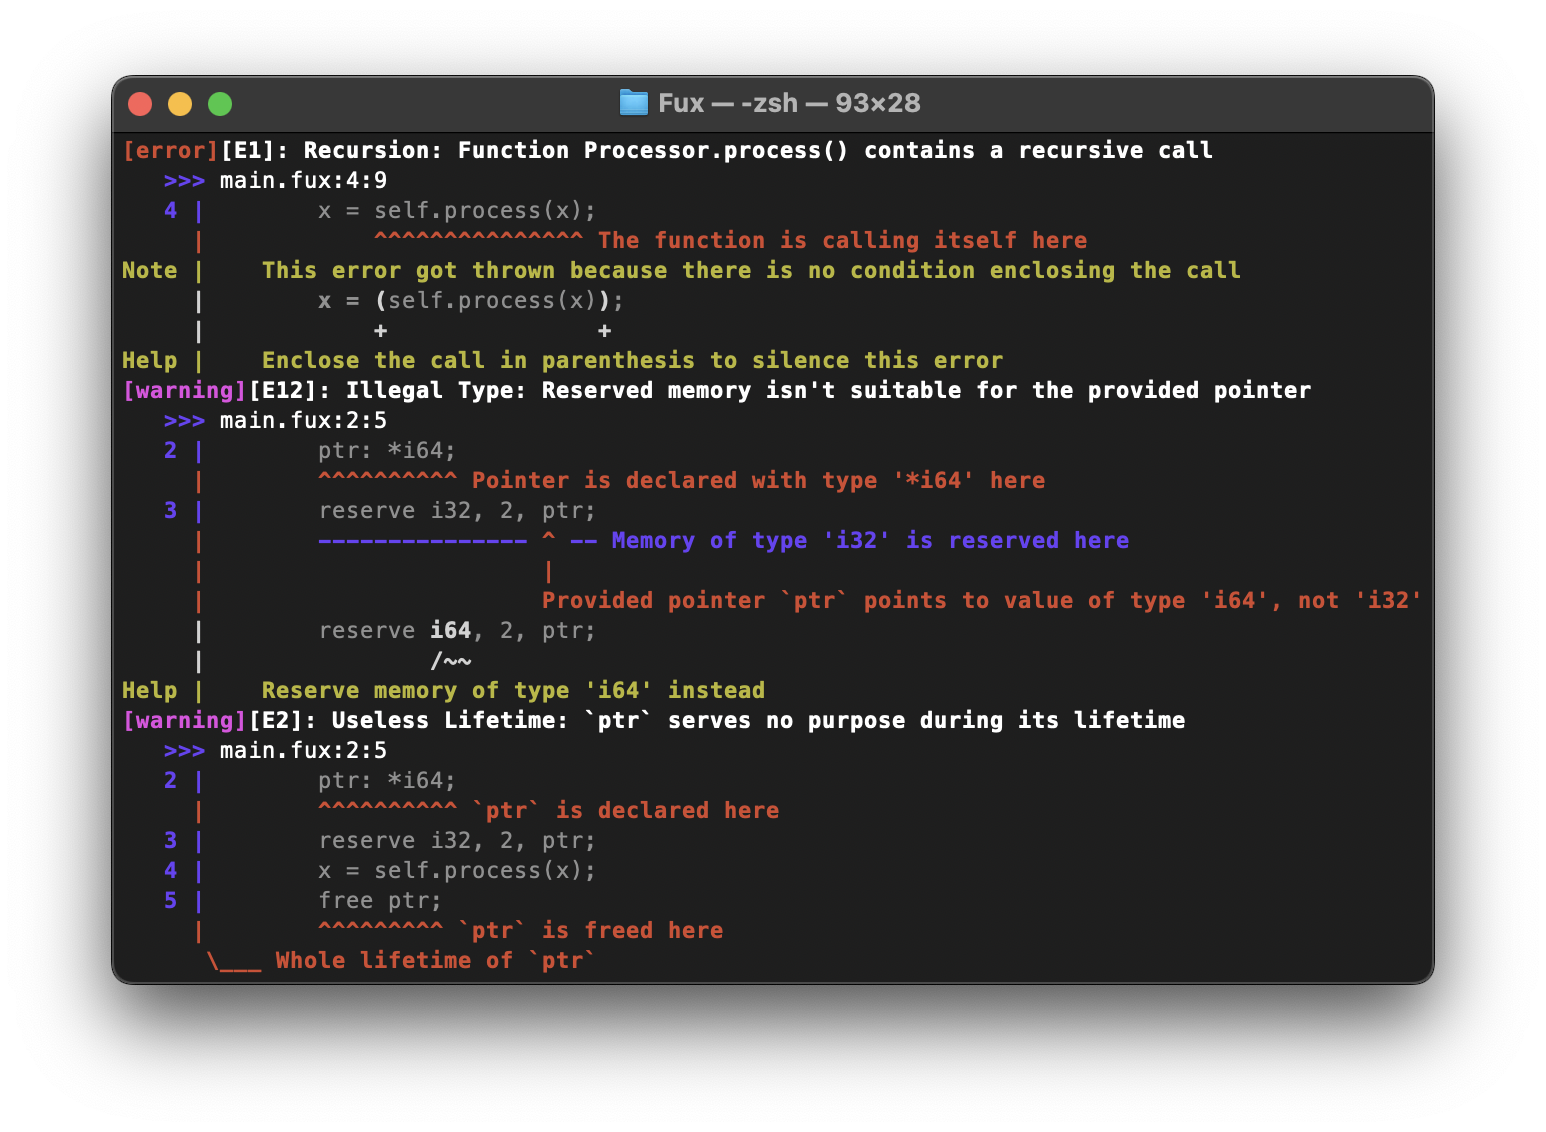 Fux — -zsh — 93×28
[error][E1]: Recursion: Function Processor.process() contains a recursive call
   >>> main.fux:4:9
   4 |        x = self.process(x);
     |            ^^^^^^^^^^^^^^^ The function is calling itself here
Note |    This error got thrown because there is no condition enclosing the call
     |        x = (self.process(x));
     |            +               +
Help |    Enclose the call in parenthesis to silence this error
[warning][E12]: Illegal Type: Reserved memory isn't suitable for the provided pointer
   >>> main.fux:2:5
   2 |        ptr: *i64;
     |        ^^^^^^^^^^ Pointer is declared with type '*i64' here
   3 |        reserve i32, 2, ptr;
     |        --------------- ^ -- Memory of type 'i32' is reserved here
     |                        |
     |                        Provided pointer `ptr` points to value of type 'i64', not 'i32'
     |        reserve i64, 2, ptr;
     |                /~~
Help |    Reserve memory of type 'i64' instead
[warning][E2]: Useless Lifetime: `ptr` serves no purpose during its lifetime
   >>> main.fux:2:5
   2 |        ptr: *i64;
     |        ^^^^^^^^^^ `ptr` is declared here
   3 |        reserve i32, 2, ptr;
   4 |        x = self.process(x);
   5 |        free ptr;
     |        ^^^^^^^^^ `ptr` is freed here
      \___ Whole lifetime of `ptr`